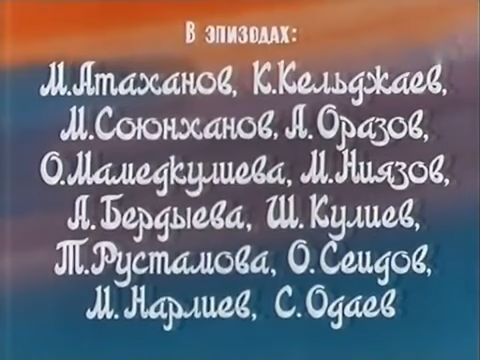 В ЭПИЗОДАХ:
М.Атаханов, К.Кельджаев,
М.Союнханов, А.Оразов,
О.Мамедкулиева, М.Ниязов,
А.Бердыева, Ш.Кулиев,
Т.Рустамова, О.Сеидов,
М.Нарлиев, С.Одаев